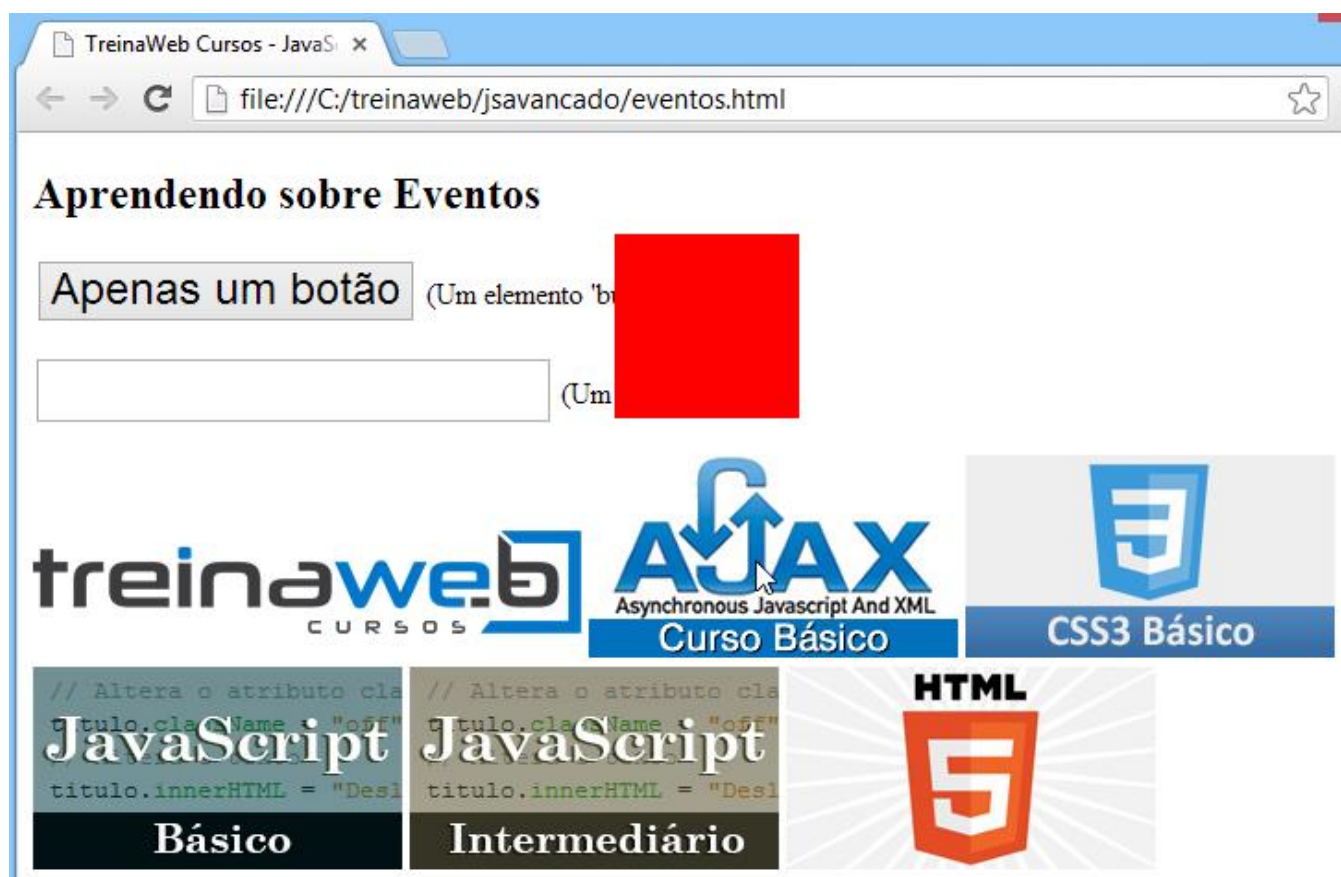 TreinaWeb Cursos - JavaS
file:///C:/treinaweb/jsavancado/eventos.html
Aprendendo sobre Eventos
Apenas um botão (Um elemento 'bu
(Um
treinaweb
CURSOS
AJAX
Asynchronous Javascript And XML
Curso Básico
3
CSS3 Básico
// Altera o atributo cla
titulo.className = "off"
JavaScript
titulo.innerHTML = "Desl
Básico
// Altera o atributo cla
titulo.className = "off"
JavaScript
titulo.innerHTML = "Desl
Intermediário
HTML
5